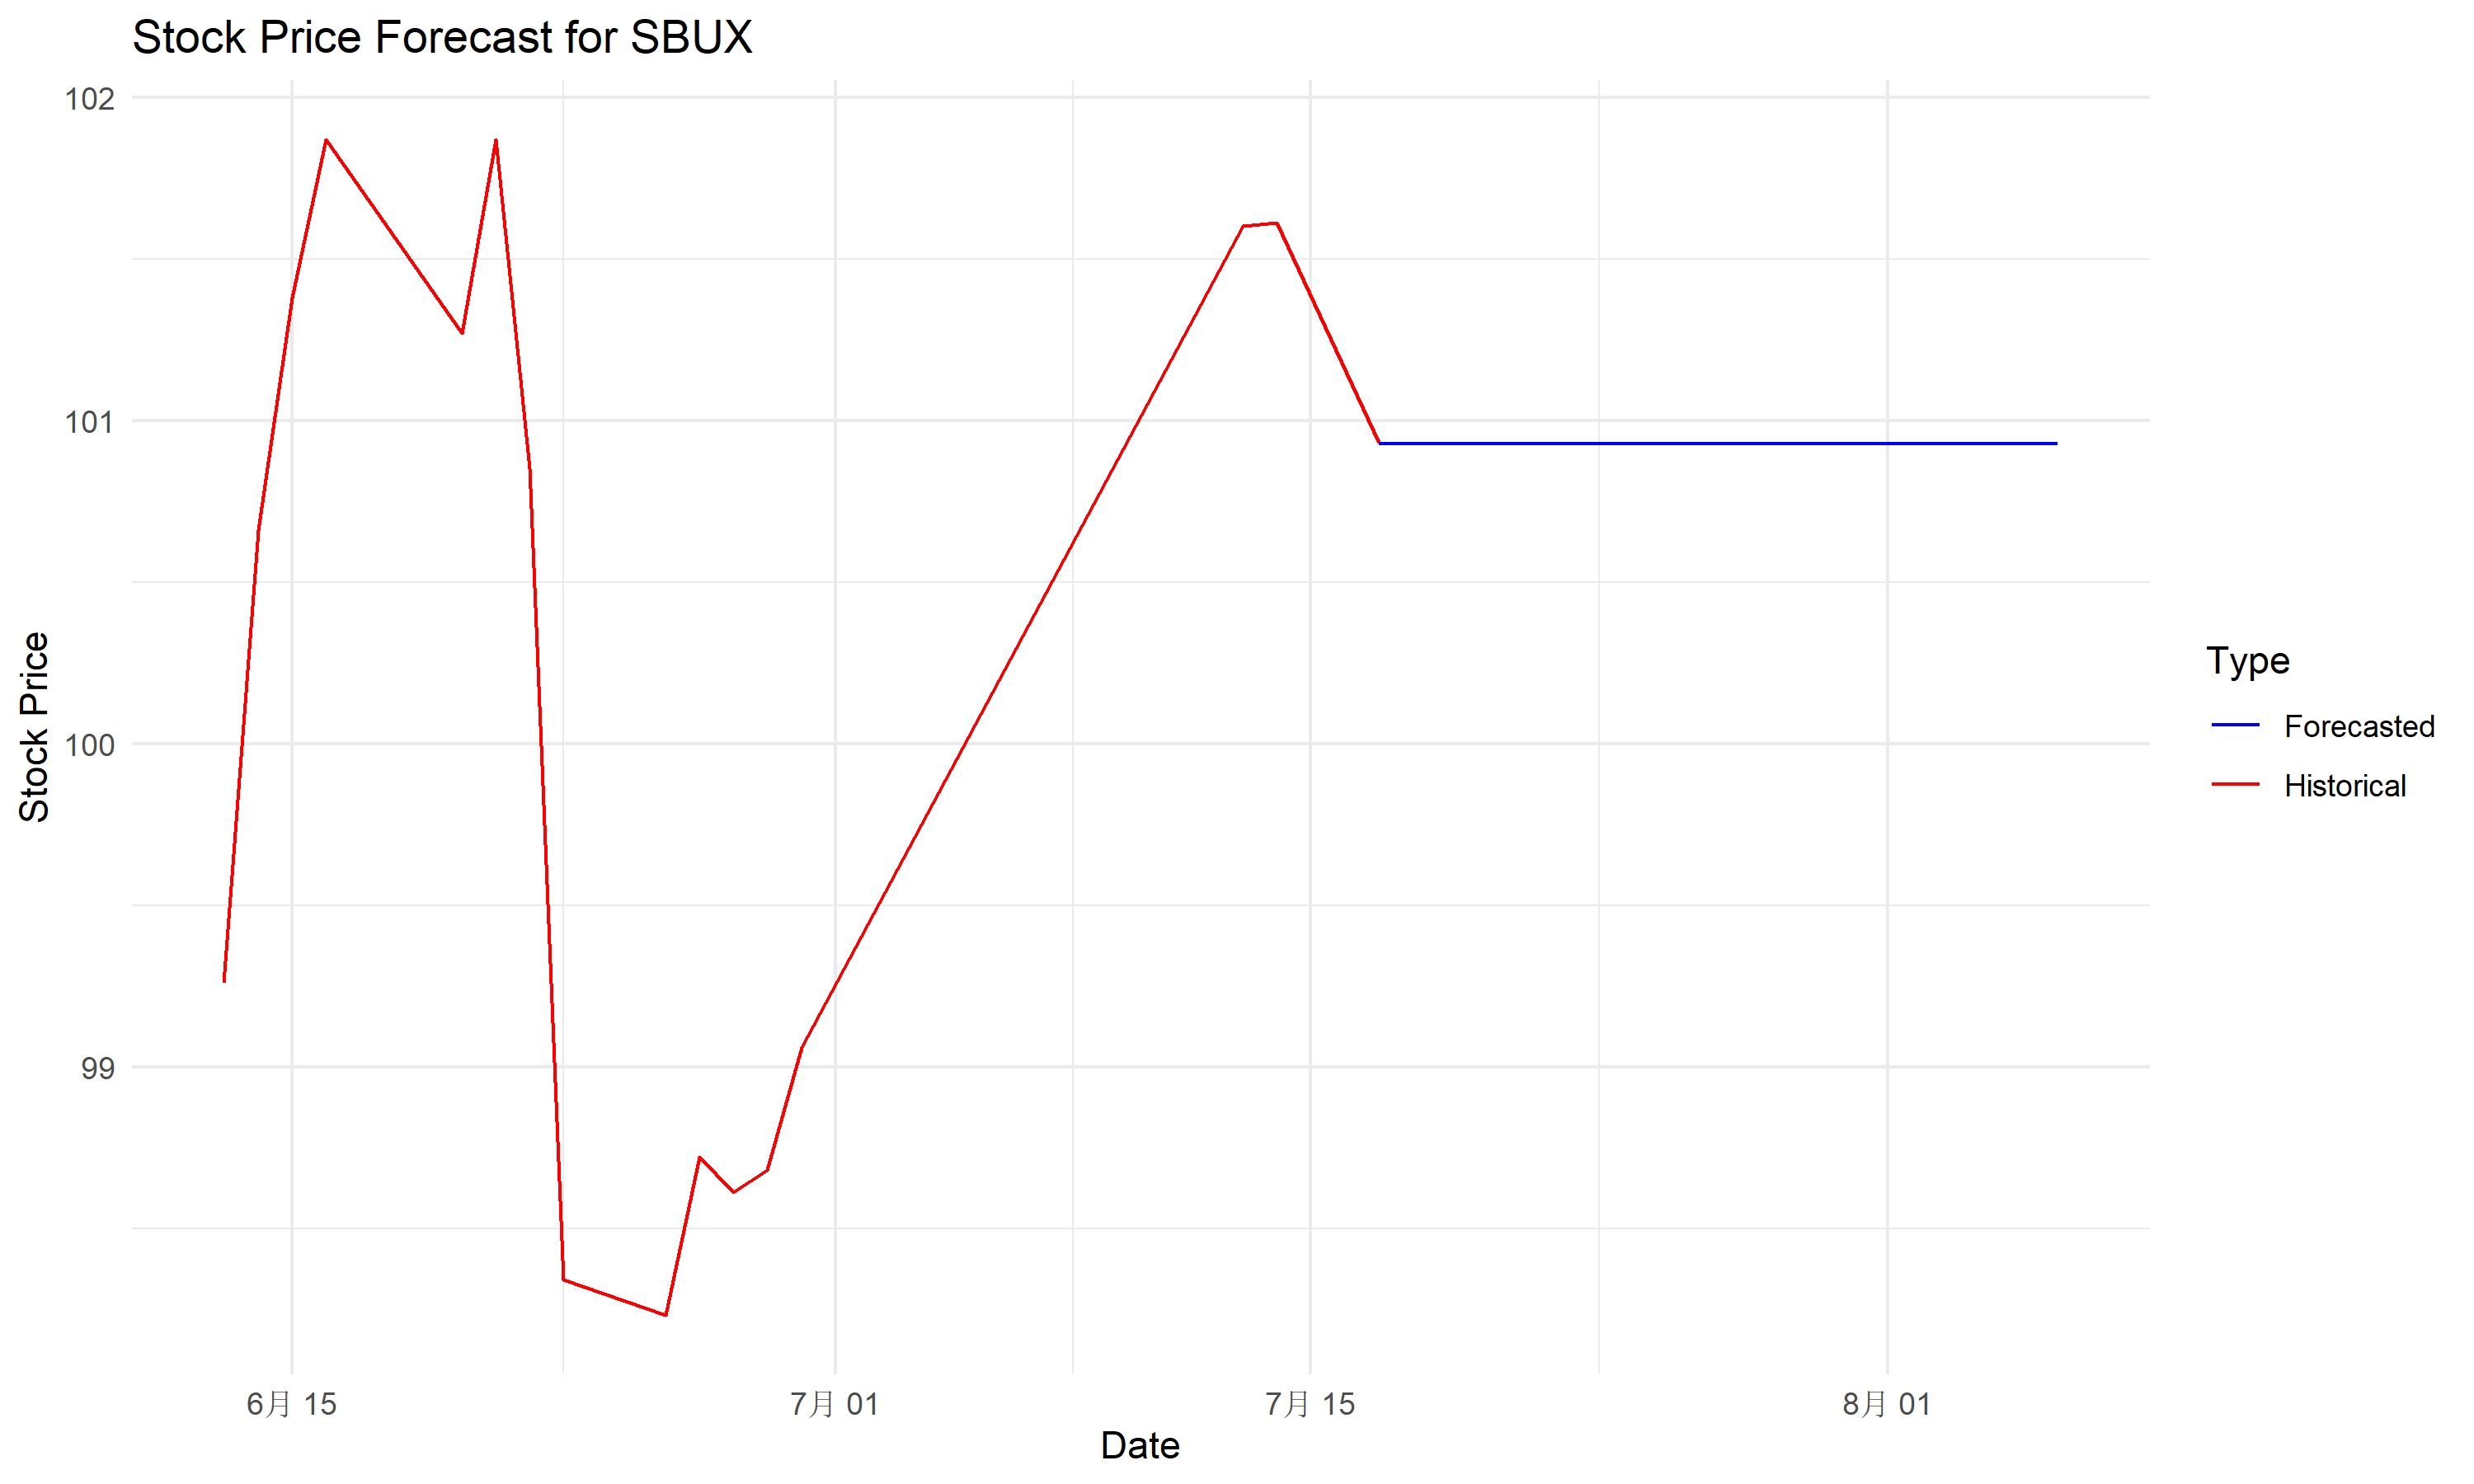 Stock Price Forecast for SBUX
102
101
100
99
Stock Price
6月 15
7月 01
7月 15
8月 01
Date
Type
Forecasted
Historical